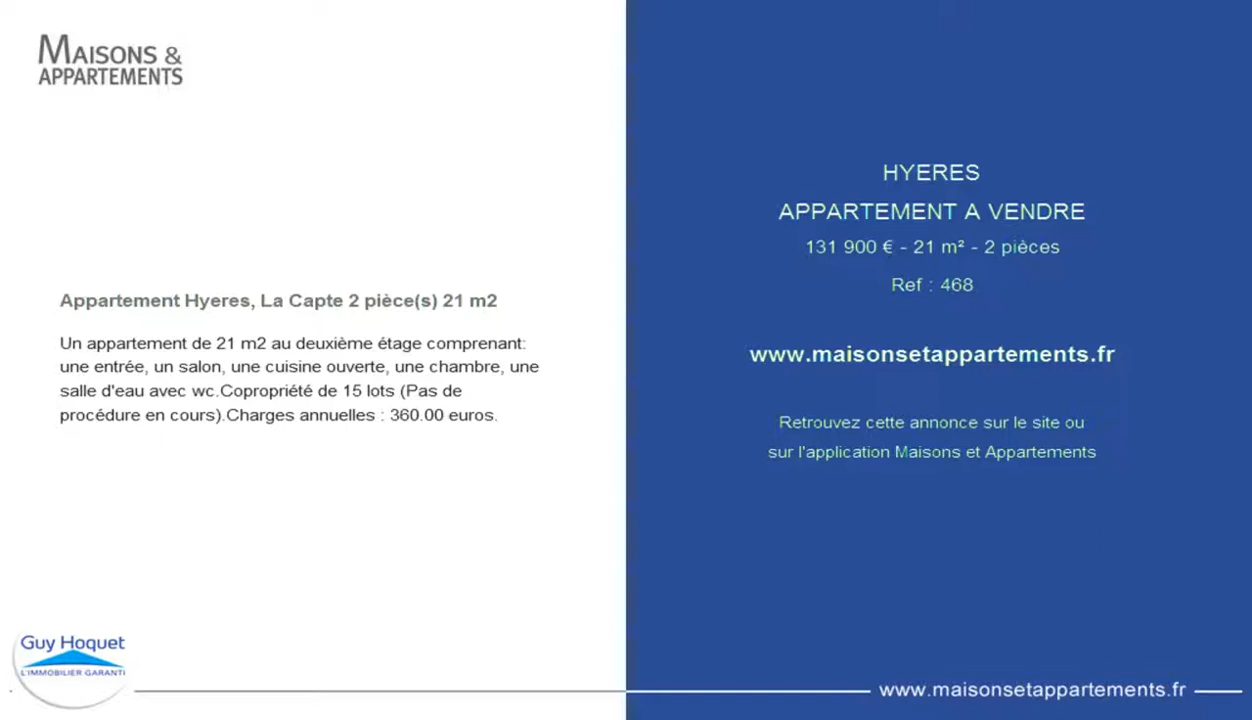 MAISONS &
APPARTEMENTS
Appartement Hyeres, La Capte 2 pièce(s) 21 m2
Un appartement de 21 m2 au deuxième étage comprenant:
une entrée, un salon, une cuisine ouverte, une chambre, une
salle d'eau avec wc.Copropriété de 15 lots (Pas de
procédure en cours).Charges annuelles : 360.00 euros.
Guy Hoquet
L'IMMOBILIER GARANTI
HYERES
APPARTEMENT A VENDRE
131 900 € - 21 m² - 2 pièces
Ref : 468
www.maisonsetappartements.fr
Retrouvez cette annonce sur le site ou
sur l'application Maisons et Appartements
www.maisonsetappartements.fr